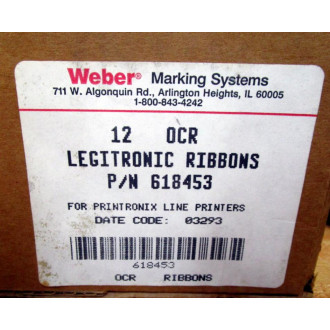 Weber® Marking Systems
711 W. Algonquin Rd., Arlington Heights, IL 60005
1-800-843-4242
12 OCR
LEGITRONIC RIBBONS
P/N 618453
FOR PRINTRONIX LINE PRINTERS
DATE CODE: 03293
618453
OCR RIBBONS